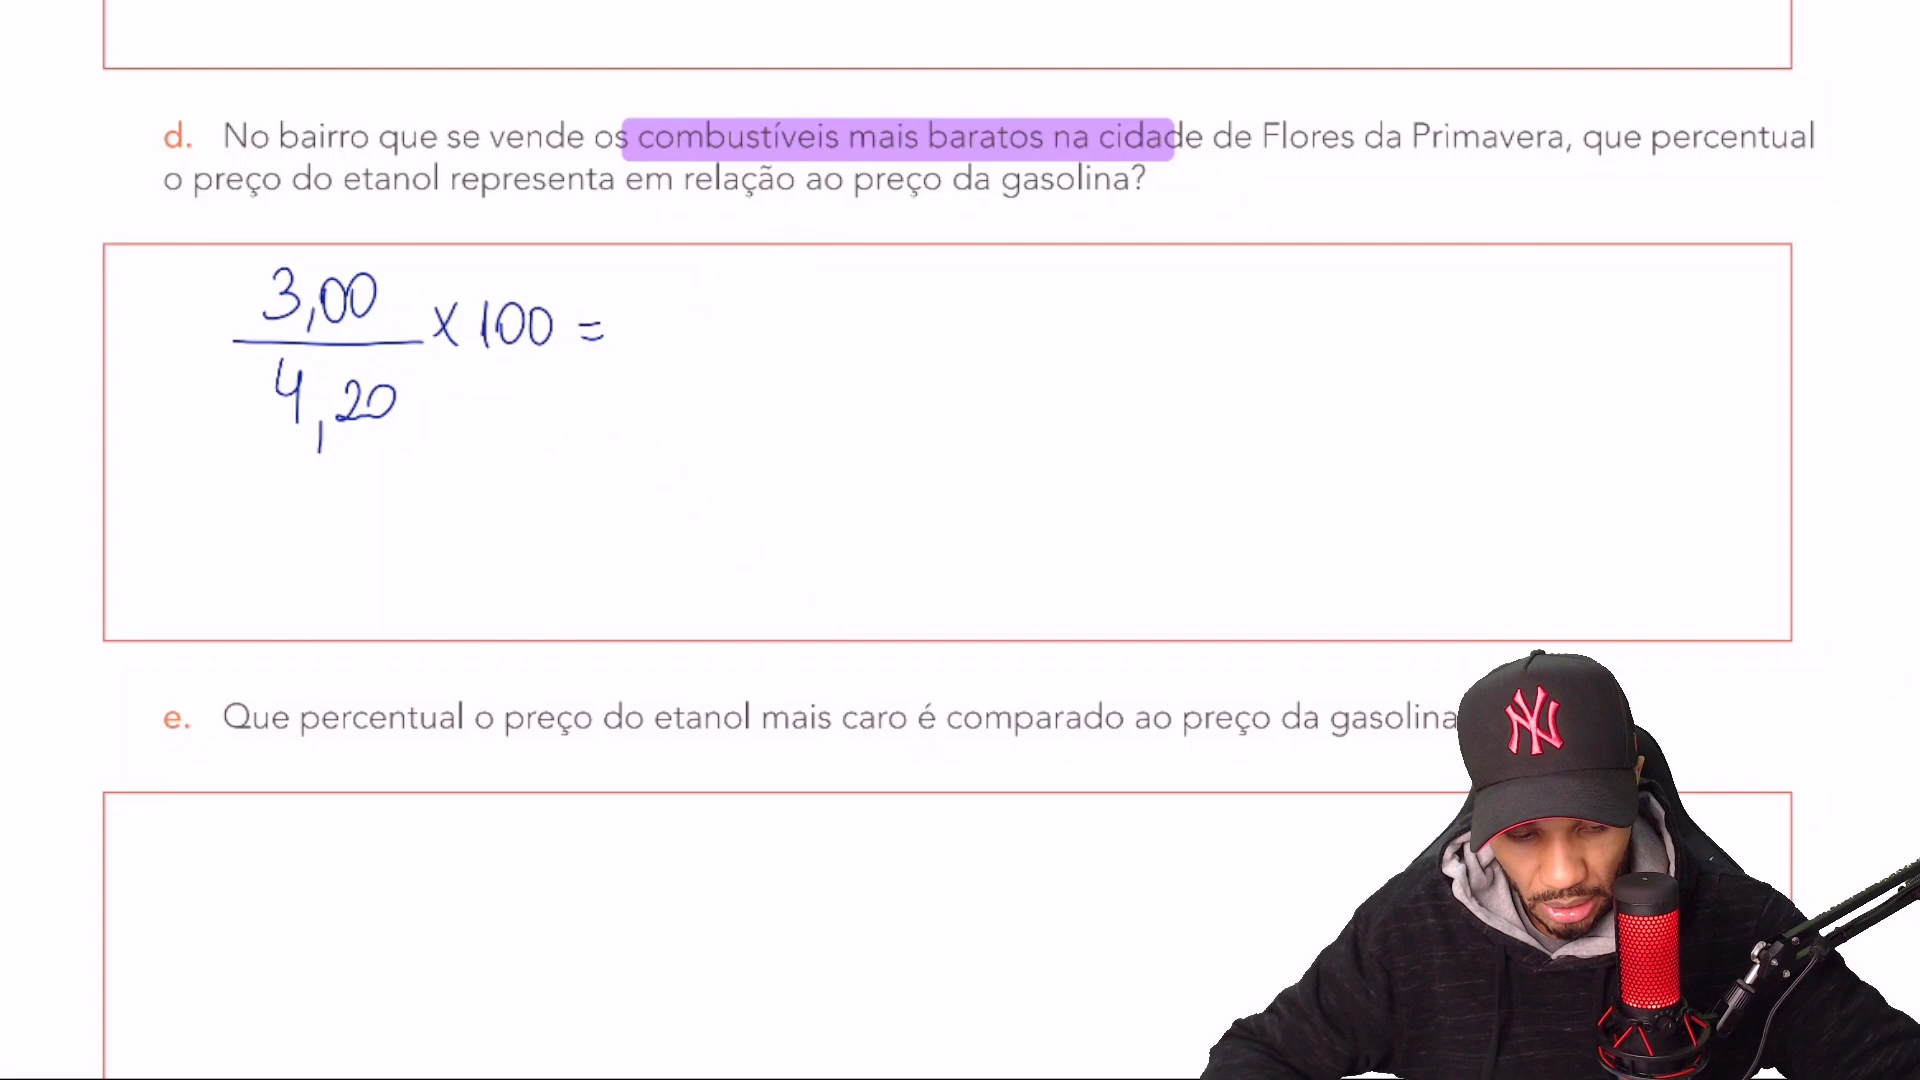 d. No bairro que se vende os combustíveis mais baratos na cidade de Flores da Primavera, que percentual
o preço do etanol representa em relação ao preço da gasolina?
3,00
x 100 =
4,20
e. Que percentual o preço do etanol mais caro é comparado ao preço da gasolina
NY